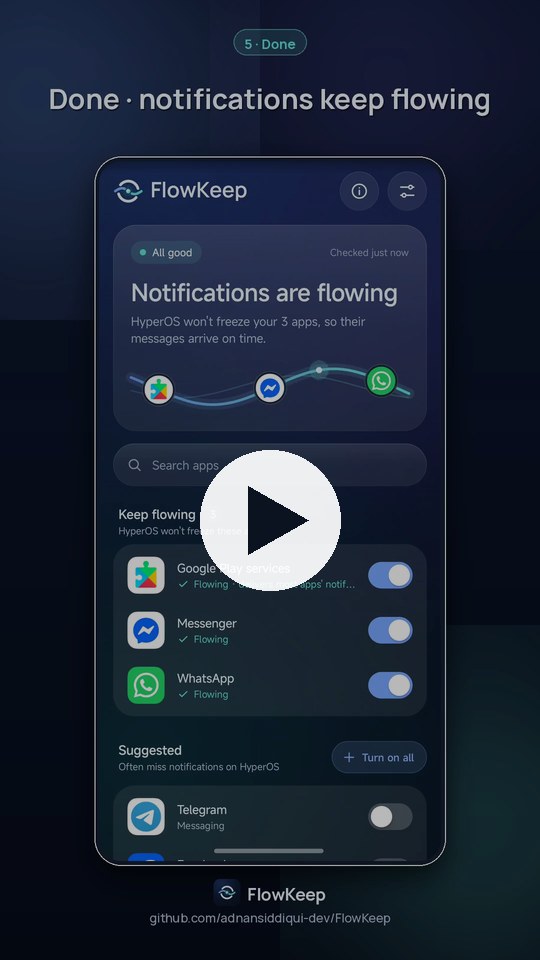 5 · Done
Done · notifications keep flowing
FlowKeep
All good
Checked just now
Notifications are flowing
HyperOS won't freeze your 3 apps, so their
messages arrive on time.
Search apps
Keep flowing
HyperOS won't freeze these
Google Play services
Flowing · apps' notif…
Messenger
Flowing
WhatsApp
Flowing
Suggested
Often miss notifications on HyperOS
+ Turn on all
Telegram
Messaging
FlowKeep
github.com/adnansiddiqui-dev/FlowKeep